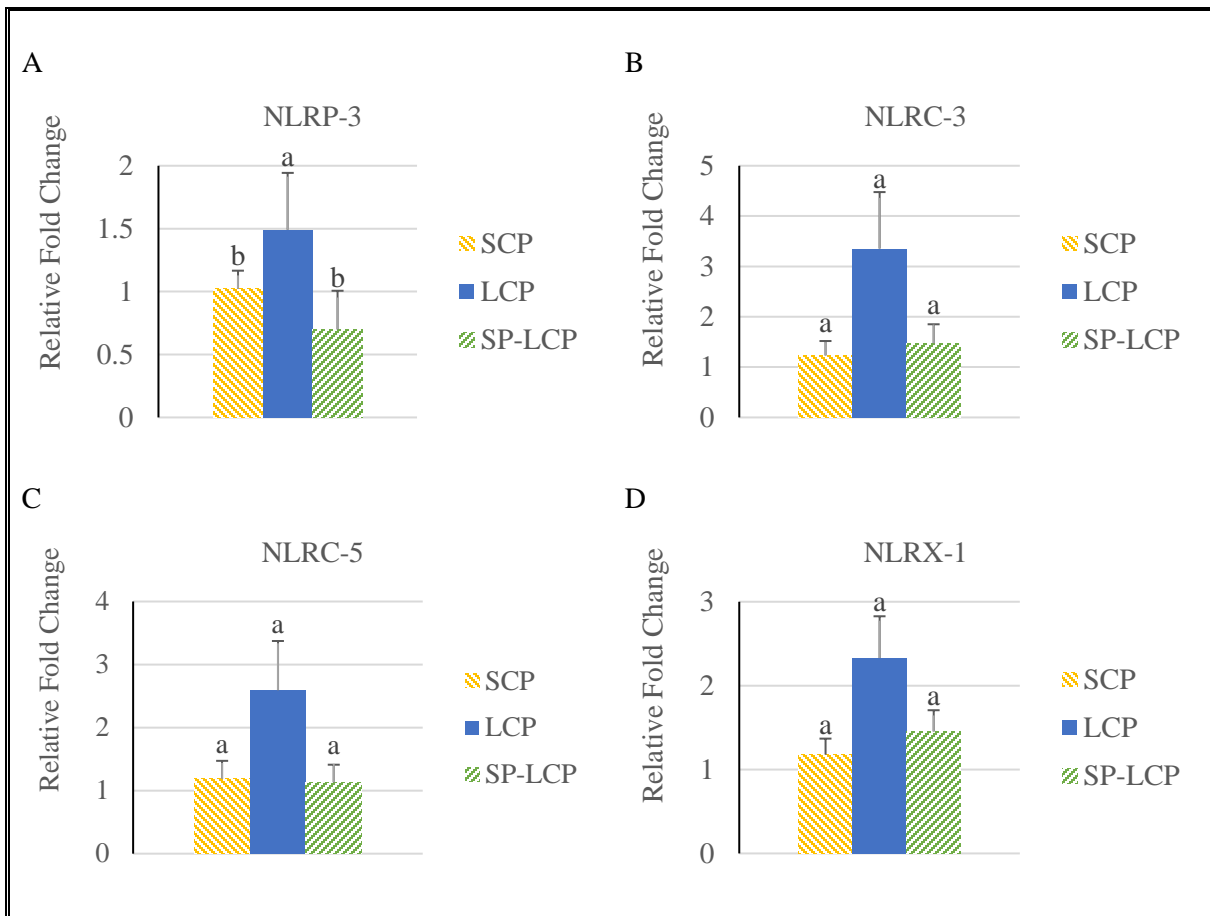 A
NLRP-3
Relative Fold Change
2
1.5
1
0.5
0
b
a
b
SCP
LCP
SP-LCP
B
NLRC-3
Relative Fold Change
5
4
3
2
1
0
a
a
a
SCP
LCP
SP-LCP
C
NLRC-5
Relative Fold Change
4
3
2
1
0
a
a
a
SCP
LCP
SP-LCP
D
NLRX-1
Relative Fold Change
3
2
1
0
a
a
a
SCP
LCP
SP-LCP